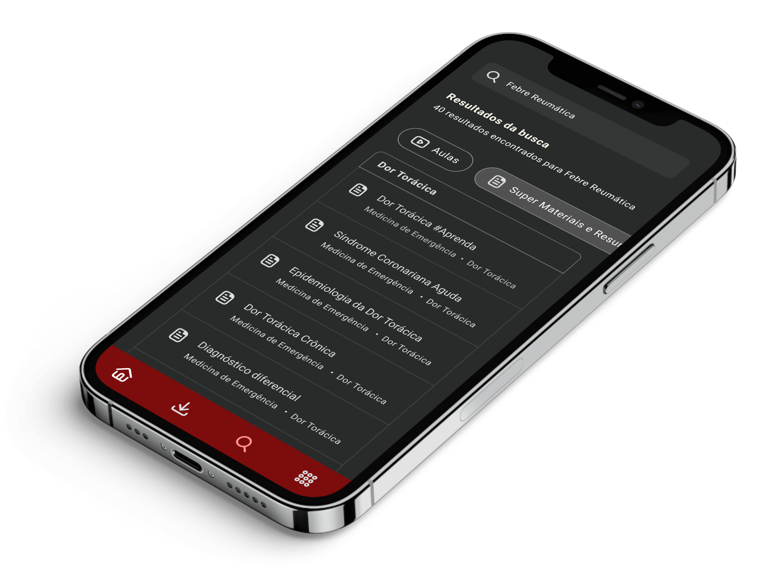 Febre Reumática
Resultados da busca
40 resultados encontrados para Febre Reumática
Aulas
Super Materiais e Resu
Dor Torácica
Dor Torácica #Aprenda
Medicina de Emergência • Dor Torácica
Síndrome Coronariana Aguda
Medicina de Emergência • Dor Torácica
Epidemiologia da Dor Torácica
Medicina de Emergência • Dor Torácica
Dor Torácica Crônica
Medicina de Emergência • Dor Torácica
Diagnóstico diferencial
Medicina de Emergência • Dor Torácica